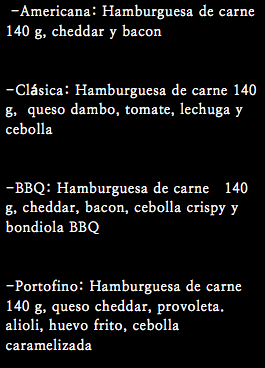 -Americana: Hamburguesa de carne
140 g, cheddar y bacon
-Clásica: Hamburguesa de carne 140
g, queso dambo, tomate, lechuga y
cebolla
-BBQ: Hamburguesa de carne 140
g, cheddar, bacon, cebolla crispy y
bondiola BBQ
-Portofino: Hamburguesa de carne
140 g, queso cheddar, provoleta.
alioli, huevo frito, cebolla
caramelizada